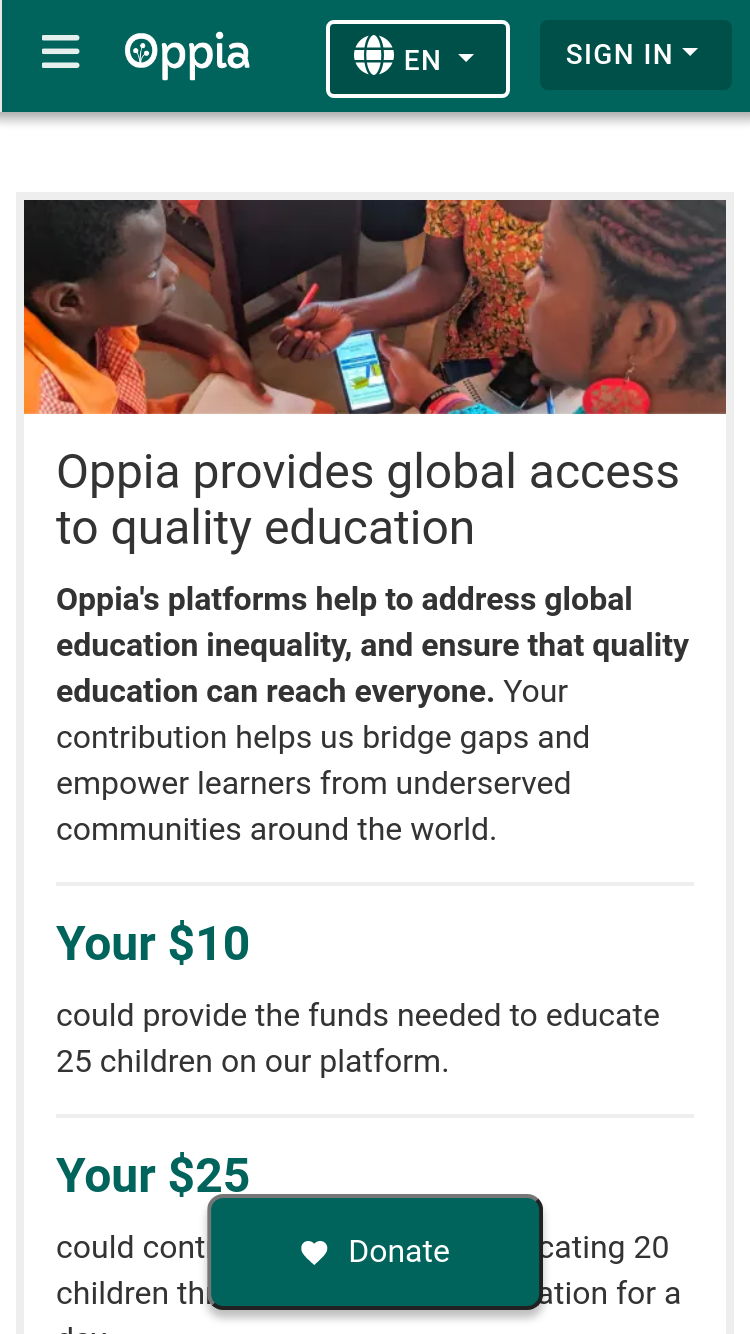 Oppia
EN
SIGN IN
Oppia provides global access
to quality education
Oppia's platforms help to address global
education inequality, and ensure that quality
education can reach everyone. Your
contribution helps us bridge gaps and
empower learners from underserved
communities around the world.
Your $10
could provide the funds needed to educate
25 children on our platform.
Your $25
could cont cating 20
Donate
children th ation for a